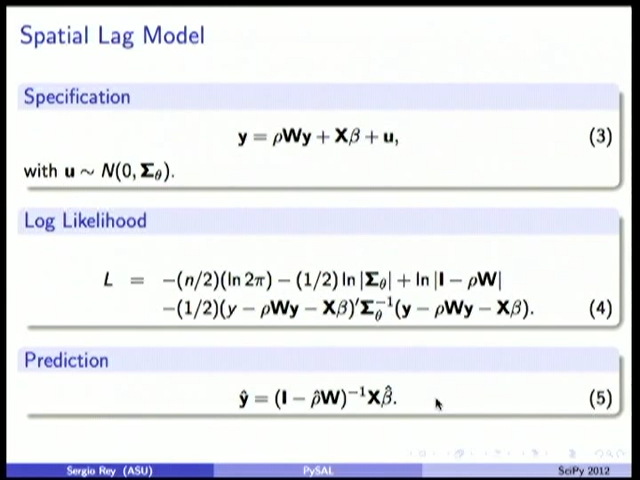 Spatial Lag Model
Specification
y = ρWy + Xβ + u, (3)
with u ∼ N(0, Σθ).
Log Likelihood
L = −(n/2)(ln 2π) − (1/2) ln |Σθ| + ln |I − ρW|
−(1/2)(y − ρWy − Xβ)′Σθ⁻¹(y − ρWy − Xβ). (4)
Prediction
ŷ = (I − ρ̂W)⁻¹Xβ̂. (5)
Sergio Rey (ASU) PySAL SciPy 2012